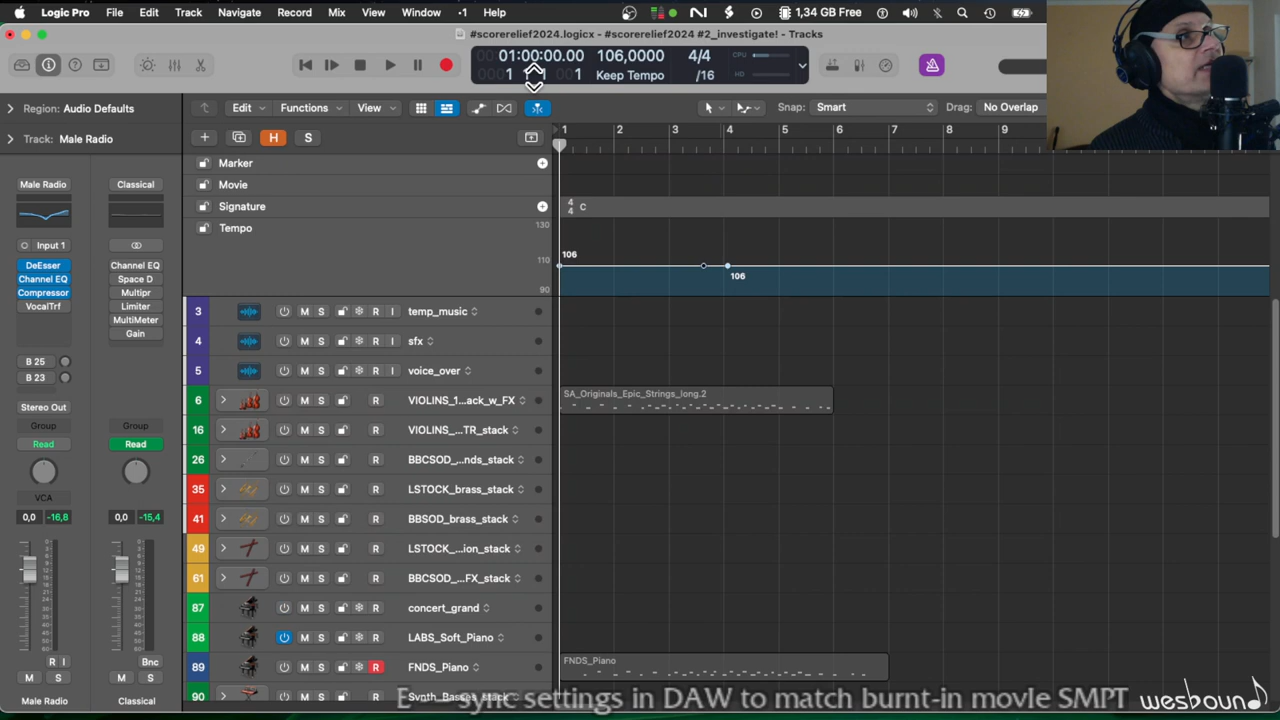 Logic Pro File Edit Track Navigate Record Mix View Window ·1 Help 1,34 GB Free
#scorerelief2024.logicx - #scorerelief2024 #2_investigate! - Tracks
01:00:00.00 106,0000 4/4 CPU
1 1 Keep Tempo /16 I/O
Region: Audio Defaults
Edit Functions View Snap: Smart Drag: No Overlap
Track: Male Radio
H S
1 2 3 4 5 6 7 8 9
Marker
Movie
Male Radio Classical
Signature
4 4 C
Tempo
130
110
90
106
106
Input 1
DeEsser Channel EQ
Channel EQ Space D
Compressor Multipr
VocalTrf Limiter
MultiMeter
Gain
B 25
B 23
Stereo Out
Group Group
Read Read
VCA
0,0 -16,8 0,0 -15,4
R I Bnc
M S M S
Male Radio Classical
3 M S R I temp_music
4 M S R I sfx
5 M S R I voice_over
6 M S R VIOLINS_1...ack_w_FX
SA_Originals_Epic_Strings_long.2
16 M S R VIOLINS_...TR_stack
26 M S R BBCSOD_...nds_stack
35 M S R LSTOCK_brass_stack
41 M S R BBSOD_brass_stack
49 M S R LSTOCK_...ion_stack
61 M S R BBCSOD_...FX_stack
87 M S R concert_grand
88 M S R LABS_Soft_Piano
89 M S R FNDS_Piano
FNDS_Piano
90 M S R Synth_Basses_stack
E — sync settings in DAW to match burnt-in movie SMPT
wesound